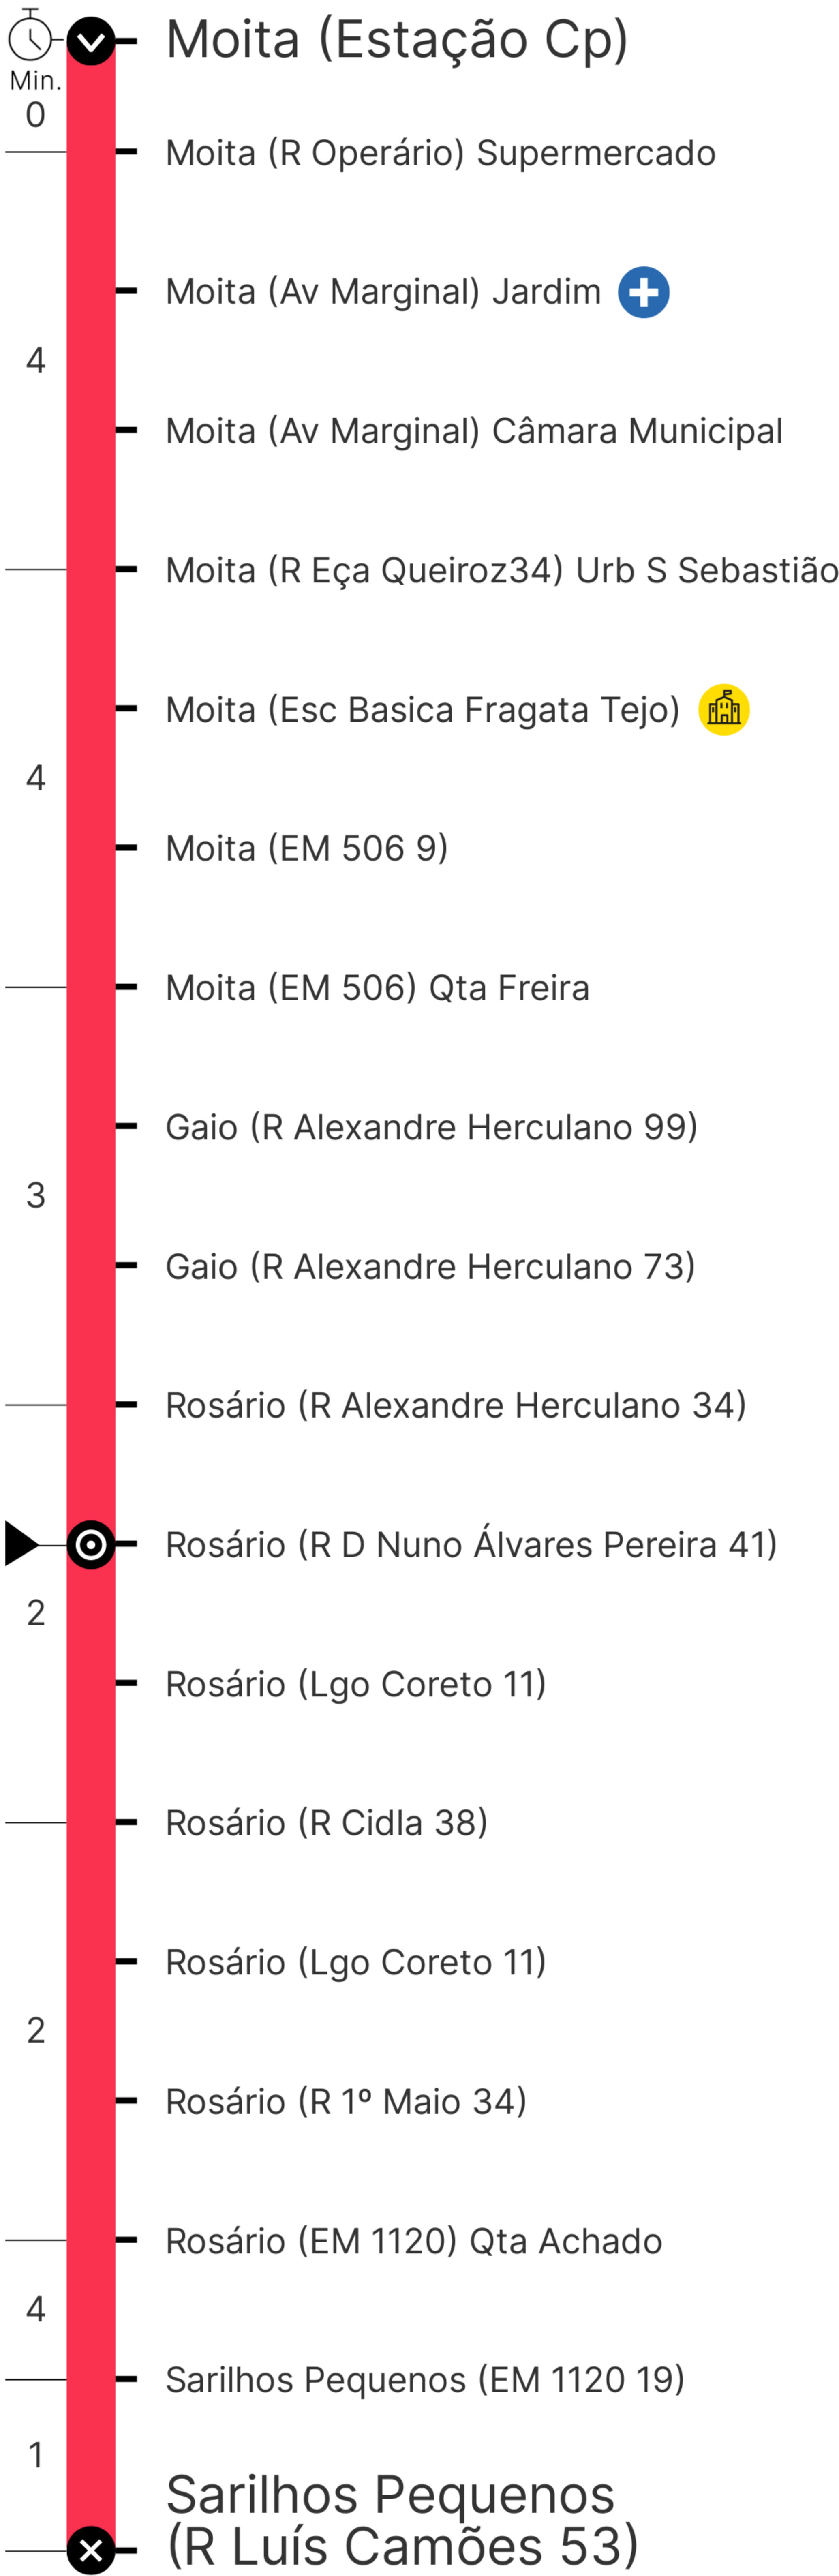 Moita (Estação Cp)
Min.
0
Moita (R Operário) Supermercado
Moita (Av Marginal) Jardim
4
Moita (Av Marginal) Câmara Municipal
Moita (R Eça Queiroz34) Urb S Sebastião
Moita (Esc Basica Fragata Tejo)
4
Moita (EM 506 9)
Moita (EM 506) Qta Freira
Gaio (R Alexandre Herculano 99)
3
Gaio (R Alexandre Herculano 73)
Rosário (R Alexandre Herculano 34)
Rosário (R D Nuno Álvares Pereira 41)
2
Rosário (Lgo Coreto 11)
Rosário (R Cidla 38)
Rosário (Lgo Coreto 11)
2
Rosário (R 1º Maio 34)
Rosário (EM 1120) Qta Achado
4
Sarilhos Pequenos (EM 1120 19)
1
Sarilhos Pequenos
(R Luís Camões 53)